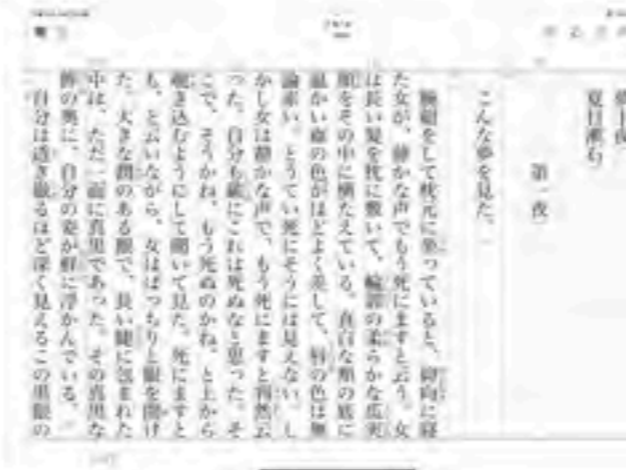 夢十夜
夏目漱石
第一夜
こんな夢を見た。
腕組をして枕元に坐っていると、仰向に寝
た女が、静かな声でもう死にますと云う。女
は長い髪を枕に敷いて、輪郭の柔らかな瓜実
顔をその中に横たえている。真白な頬の底に
温かい血の色がほどよく差して、唇の色は無
論赤い。とうてい死にそうには見えない。し
かし女は静かな声で、もう死にますと判然云
った。自分も確にこれは死ぬなと思った。そ
こで、そうかね、もう死ぬのかね、と上から
覗き込むようにして聞いて見た。死にますと
も、と云いながら、女はぱっちりと眼を開け
た。大きな潤のある眼で、長い睫に包まれた
中は、ただ一面に真黒であった。その真黒な
眸の奥に、自分の姿が鮮に浮かんでいる。
自分は透き徹るほど深く見えるこの黒眼の